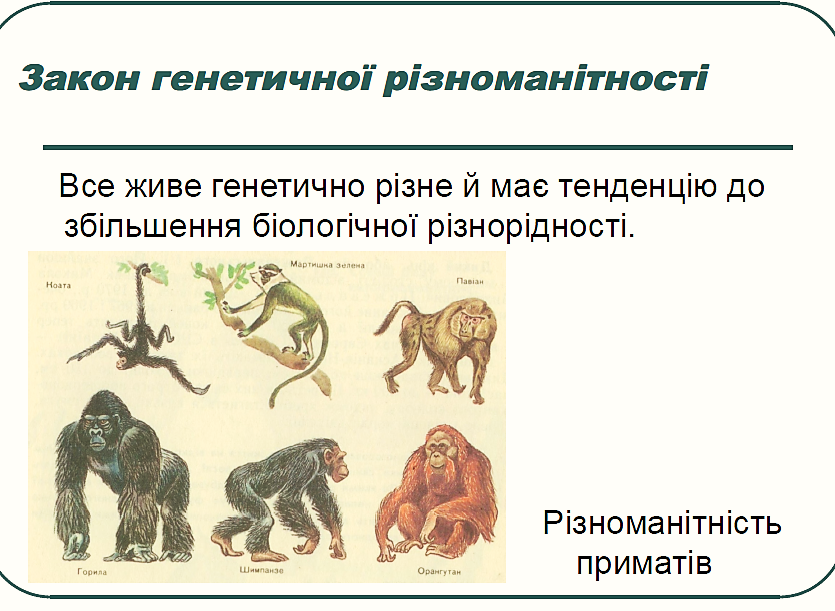 Закон генетичної різноманітності
Все живе генетично різне й має тенденцію до
збільшення біологічної різнорідності.
Коата
Мартишка зелена
Павіан
Горила
Шимпанзе
Орангутан
Різноманітність
приматів